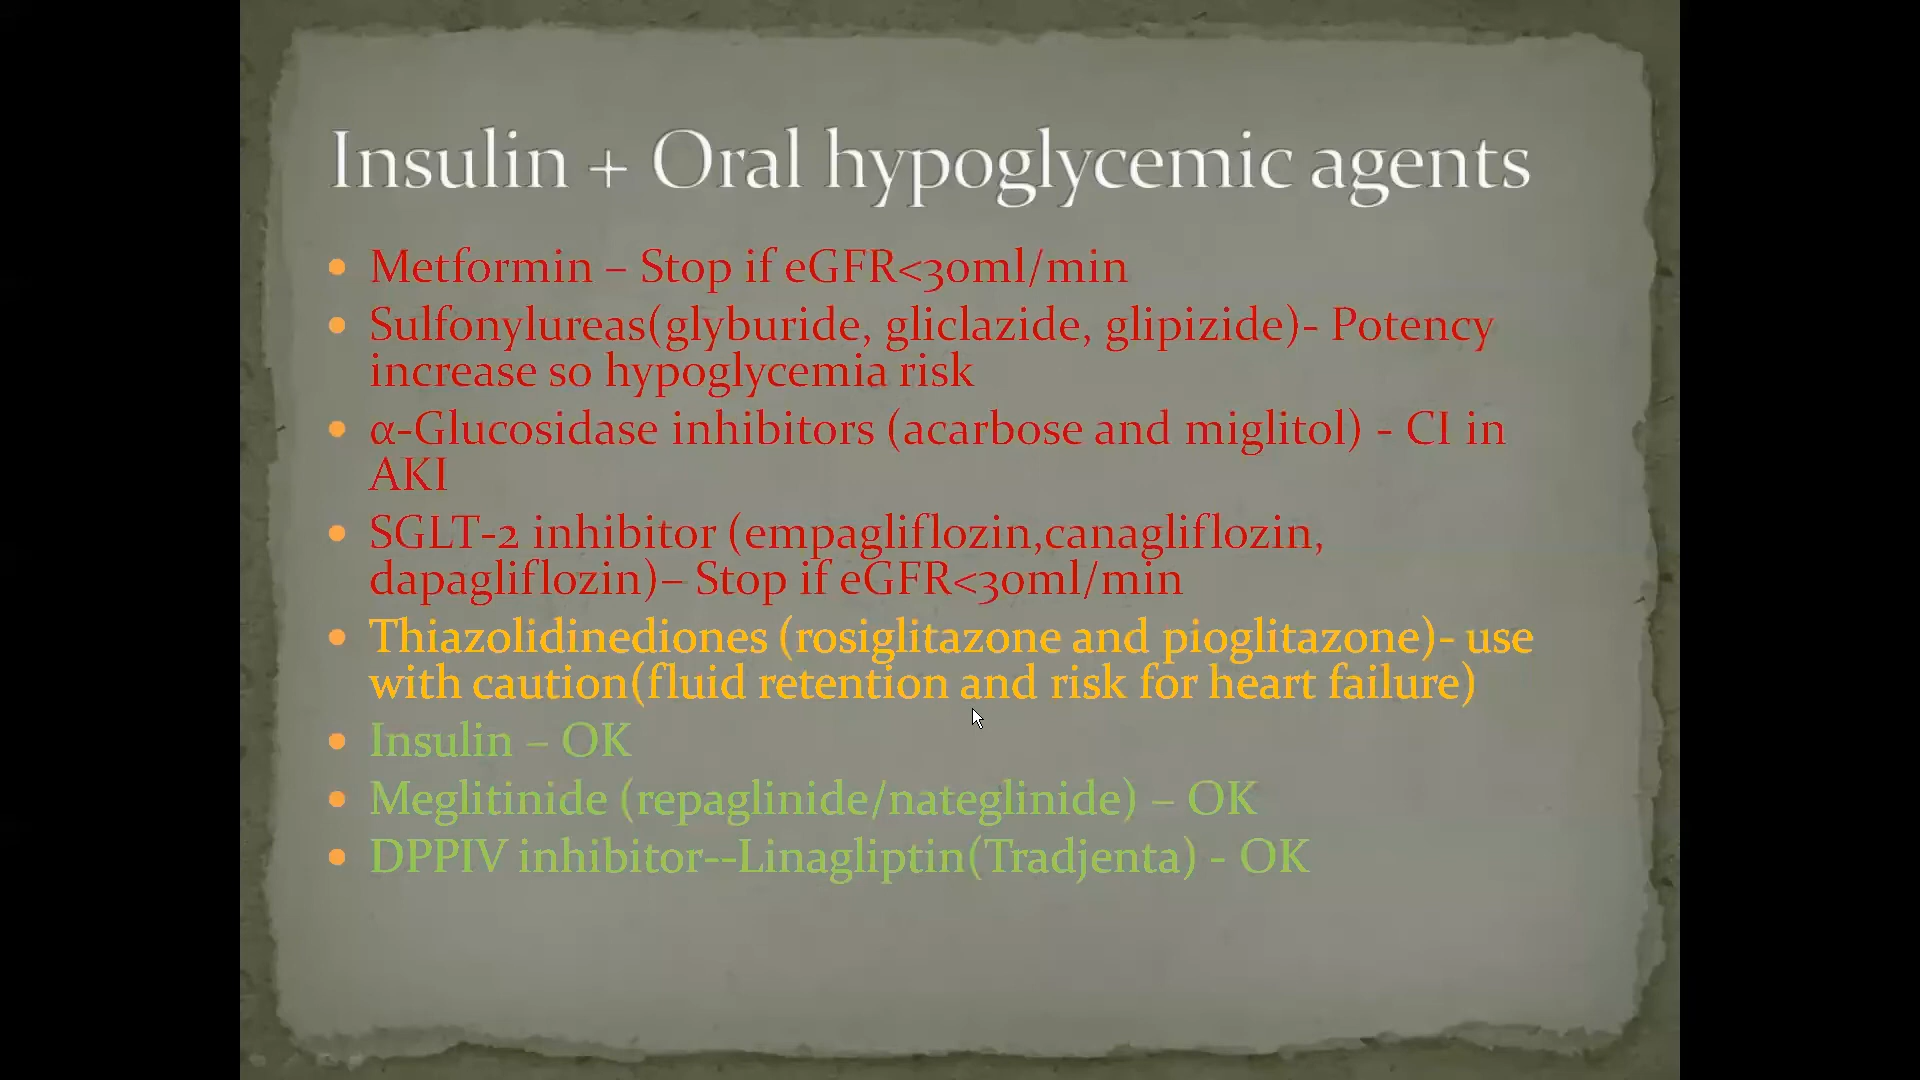 Insulin + Oral hypoglycemic agents
• Metformin – Stop if eGFR<30ml/min
• Sulfonylureas(glyburide, gliclazide, glipizide)- Potency
increase so hypoglycemia risk
• α-Glucosidase inhibitors (acarbose and miglitol) - CI in
AKI
• SGLT-2 inhibitor (empagliflozin,canagliflozin,
dapagliflozin)– Stop if eGFR<30ml/min
• Thiazolidinediones (rosiglitazone and pioglitazone)- use
with caution(fluid retention and risk for heart failure)
• Insulin – OK
• Meglitinide (repaglinide/nateglinide) – OK
• DPPIV inhibitor--Linagliptin(Tradjenta) - OK